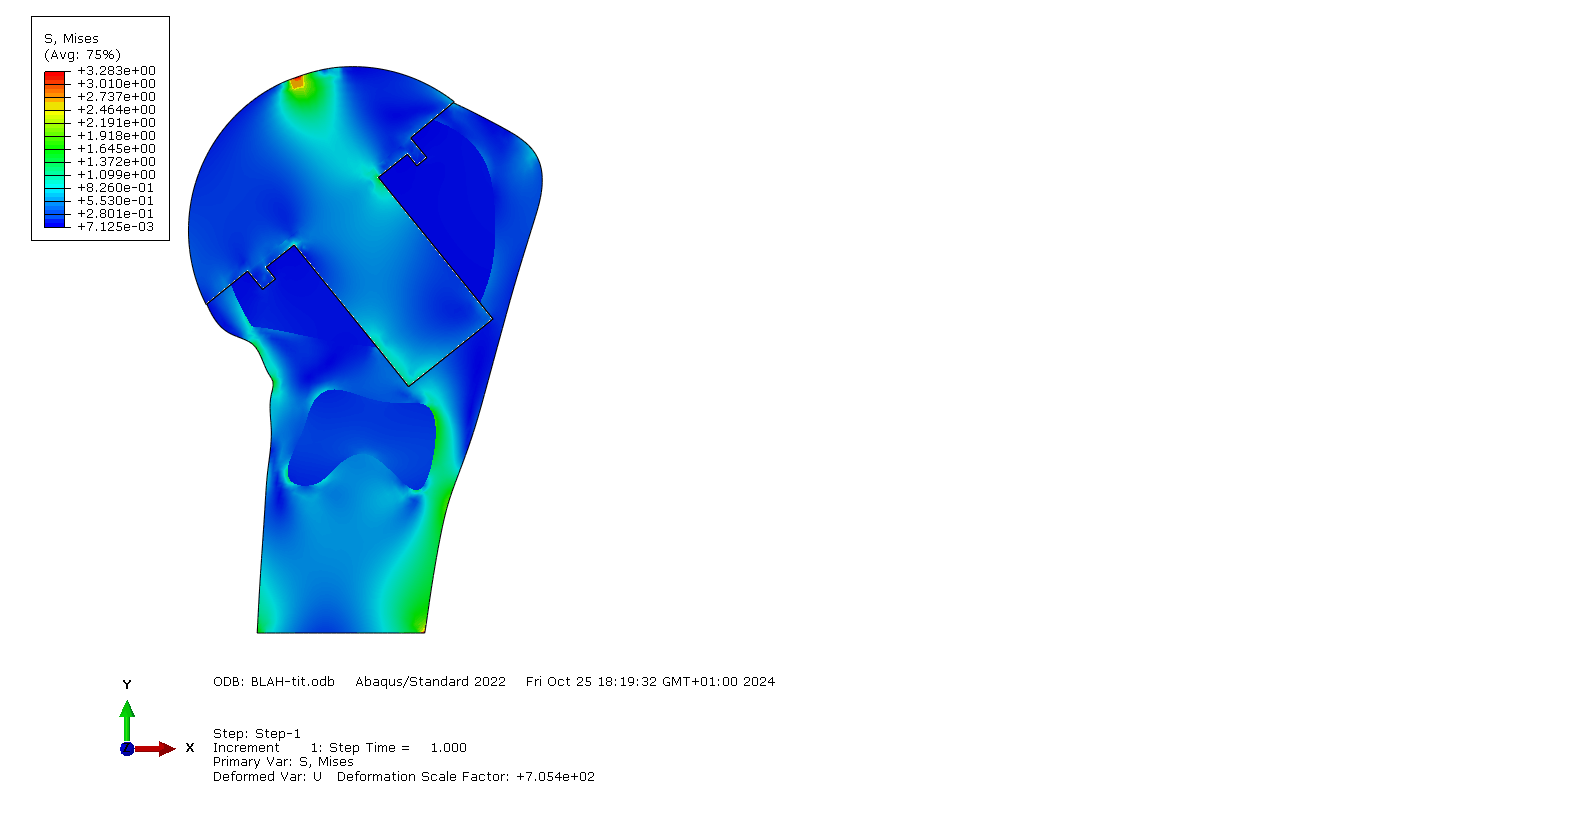 S, Mises
(Avg: 75%)
+3.283e+00
+3.010e+00
+2.737e+00
+2.464e+00
+2.191e+00
+1.918e+00
+1.645e+00
+1.372e+00
+1.099e+00
+8.260e-01
+5.530e-01
+2.801e-01
+7.125e-03
ODB: BLAH-tit.odb Abaqus/Standard 2022 Fri Oct 25 18:19:32 GMT+01:00 2024
Y
X
Step: Step-1
Increment 1: Step Time = 1.000
Primary Var: S, Mises
Deformed Var: U Deformation Scale Factor: +7.054e+02